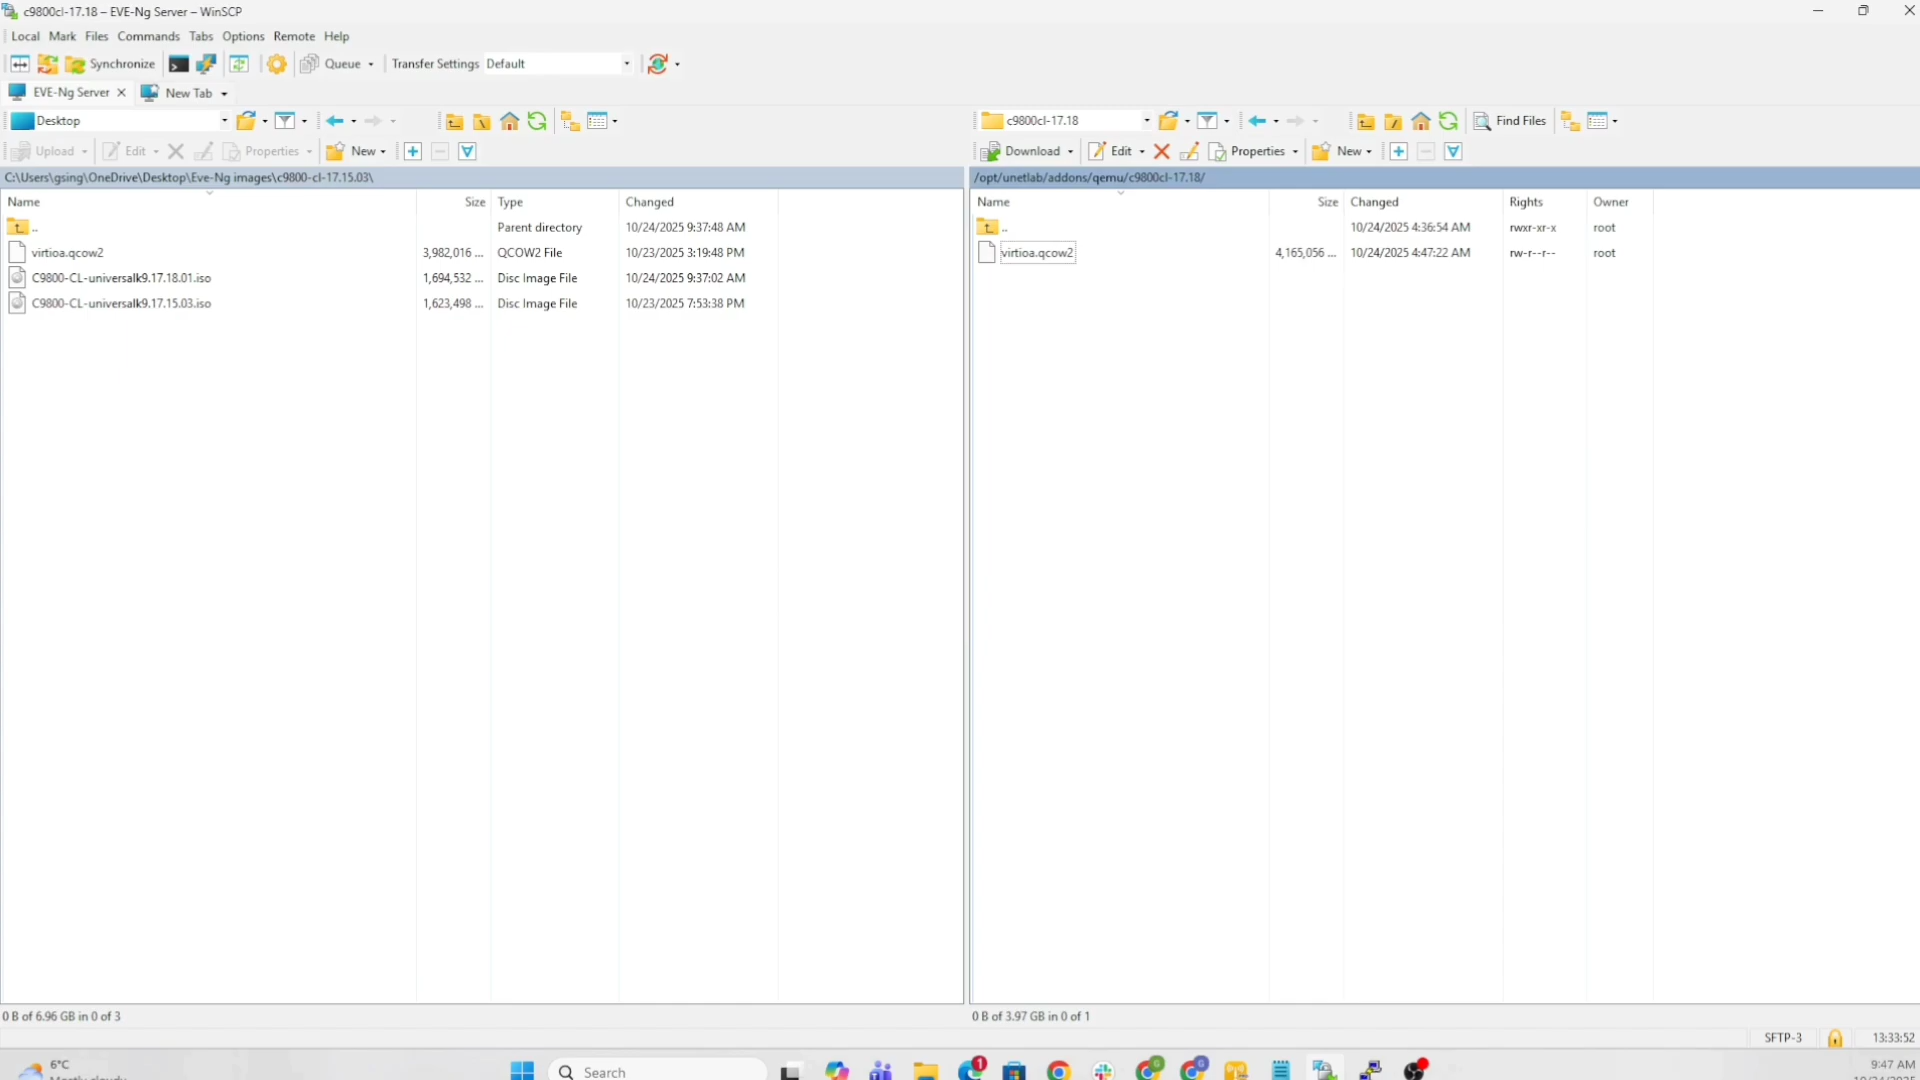 c9800cl-17.18 – EVE-Ng Server – WinSCP
Local Mark Files Commands Tabs Options Remote Help
Synchronize Queue Transfer Settings Default
EVE-Ng Server New Tab
Desktop c9800cl-17.18 Find Files
Upload Edit Properties New Download Edit Properties New
C:\Users\gsing\OneDrive\Desktop\Eve-Ng images\c9800-cl-17.15.03\ /opt/unetlab/addons/qemu/c9800cl-17.18/
Name Size Type Changed Name Size Changed Rights Owner
.. Parent directory 10/24/2025 9:37:48 AM .. 10/24/2025 4:36:54 AM rwxr-xr-x root
virtioa.qcow2 3,982,016 ... QCOW2 File 10/23/2025 3:19:48 PM virtioa.qcow2 4,165,056 ... 10/24/2025 4:47:22 AM rw-r--r-- root
C9800-CL-universalk9.17.18.01.iso 1,694,532 ... Disc Image File 10/24/2025 9:37:02 AM
C9800-CL-universalk9.17.15.03.iso 1,623,498 ... Disc Image File 10/23/2025 7:53:38 PM
0 B of 6.96 GB in 0 of 3 0 B of 3.97 GB in 0 of 1
SFTP-3 13:33:52
6°C Search 1 G G 9:47 AM
Mostly cloudy 10/24/2025